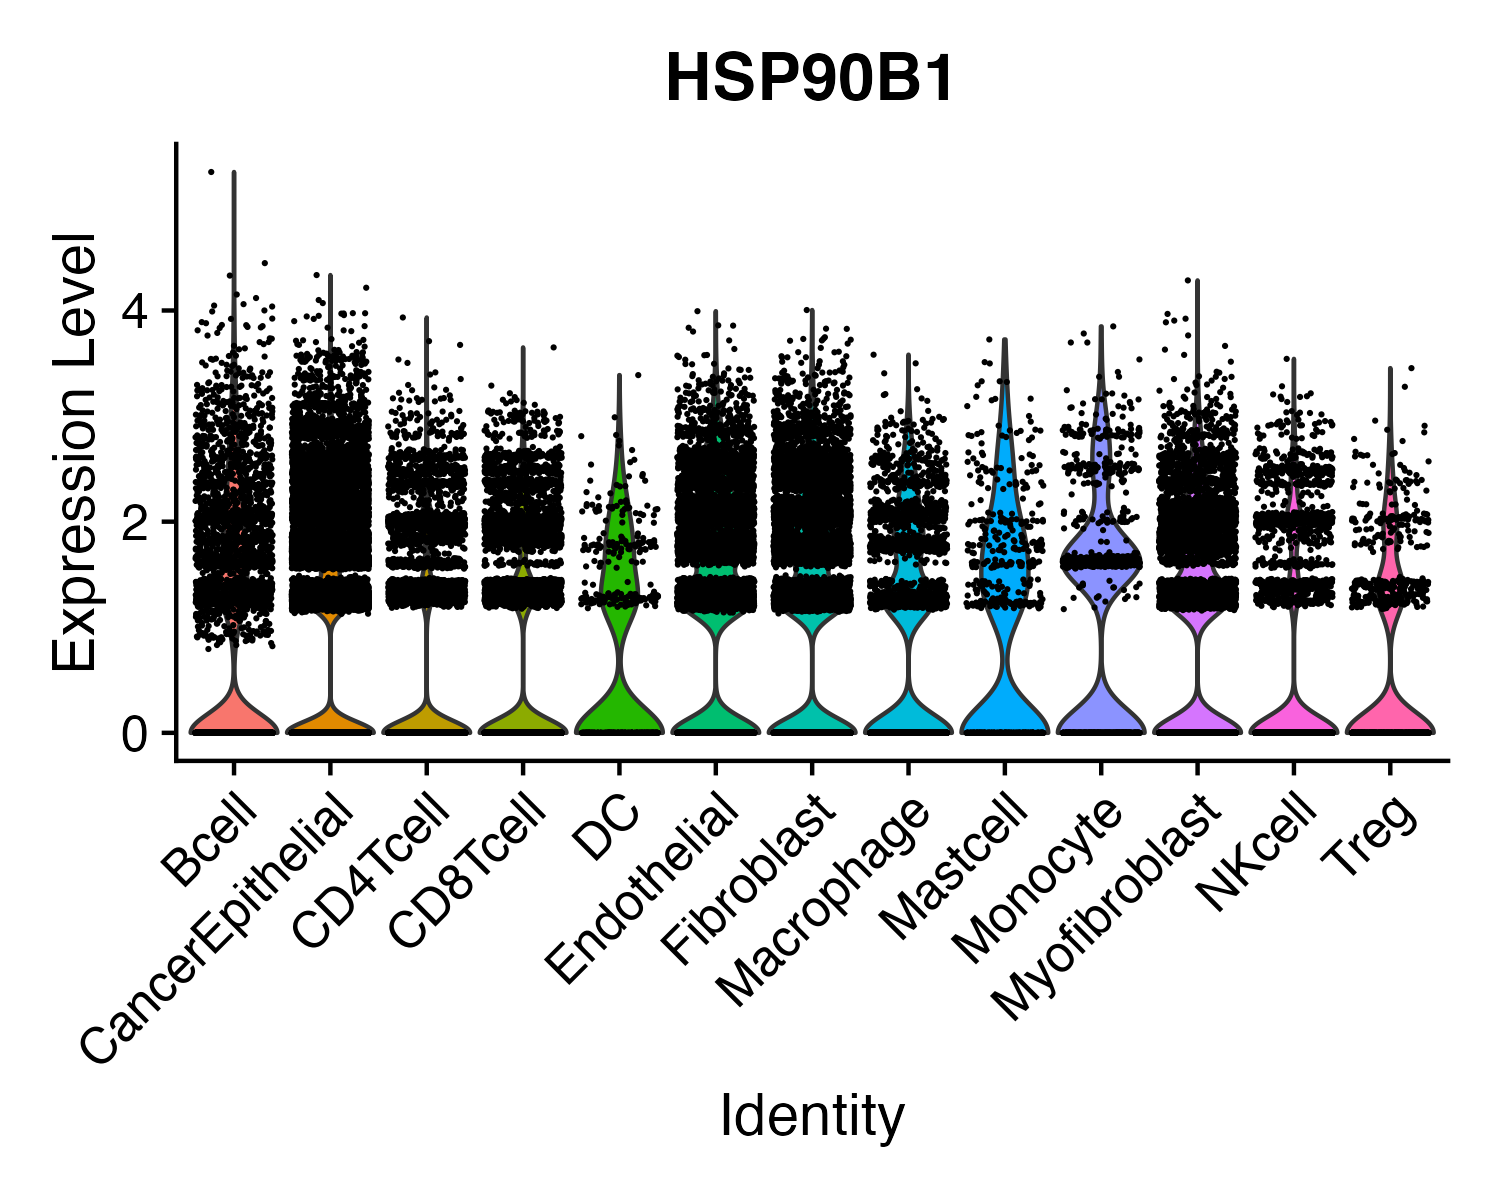 HSP90B1
Expression Level
4
2
0
Bcell
CancerEpithelial
CD4Tcell
CD8Tcell
DC
Endothelial
Fibroblast
Macrophage
Mastcell
Monocyte
Myofibroblast
NKcell
Treg
Identity